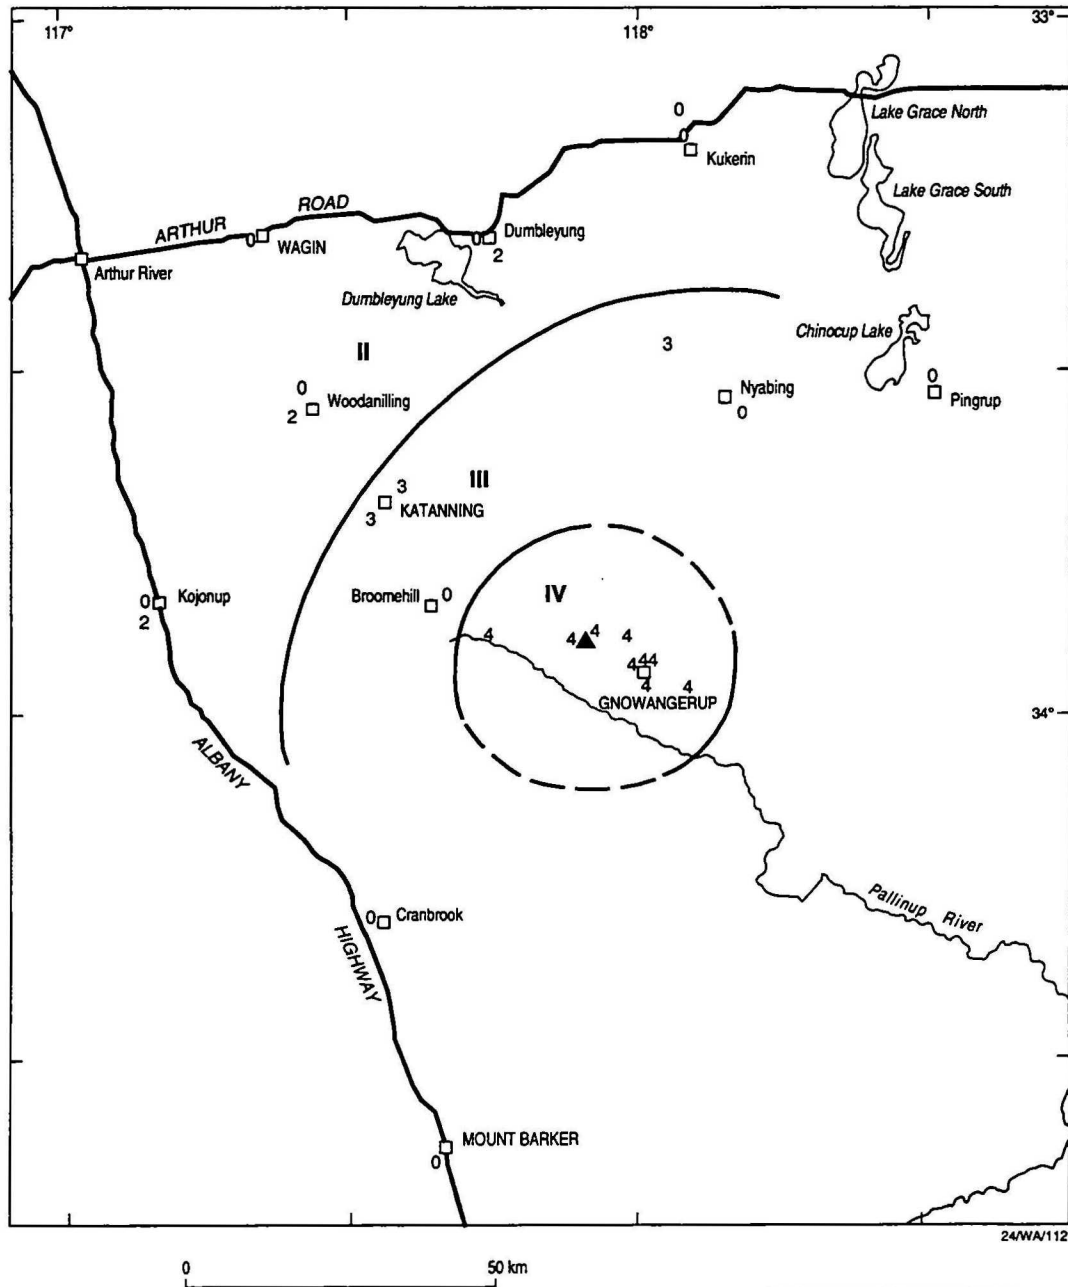 117°
118°
33°
0
0
Kukerin
Lake Grace North
Lake Grace South
ARTHUR ROAD
0
WAGIN
0
Dumbleyung
2
Arthur River
Dumbleyung Lake
Chinocup Lake
II
3
0
Woodanilling
2
Nyabing
0
0
Pingrup
III
3
KATANNING
3
Kojonup
0
2
Broomehill
0
IV
4
4
4
4
4
4
4
4
4
GNOWANGERUP
34°
ALBANY
HIGHWAY
Pallinup River
0
Cranbrook
MOUNT BARKER
0
24/WA/112
0
50 km